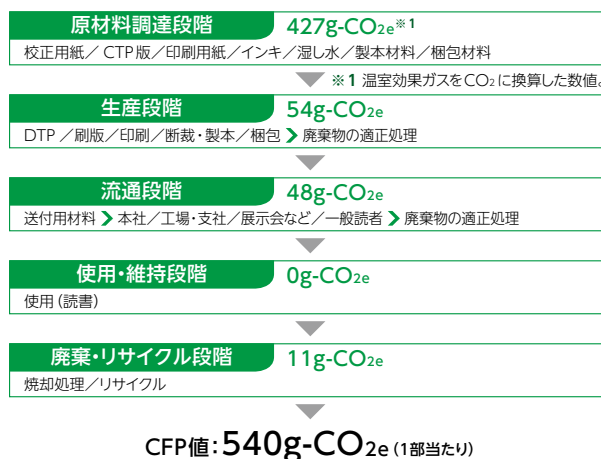 原材料調達段階 427g-CO2e※1
校正用紙／CTP版／印刷用紙／インキ／湿し水／製本材料／梱包材料
※1 温室効果ガスをCO2に換算した数値。
生産段階 54g-CO2e
DTP／刷版／印刷／断裁・製本／梱包 ❯ 廃棄物の適正処理
流通段階 48g-CO2e
送付用材料 ❯ 本社／工場・支社／展示会など／一般読者 ❯ 廃棄物の適正処理
使用・維持段階 0g-CO2e
使用(読書)
廃棄・リサイクル段階 11g-CO2e
焼却処理／リサイクル
CFP値:540g-CO2e(1部当たり)